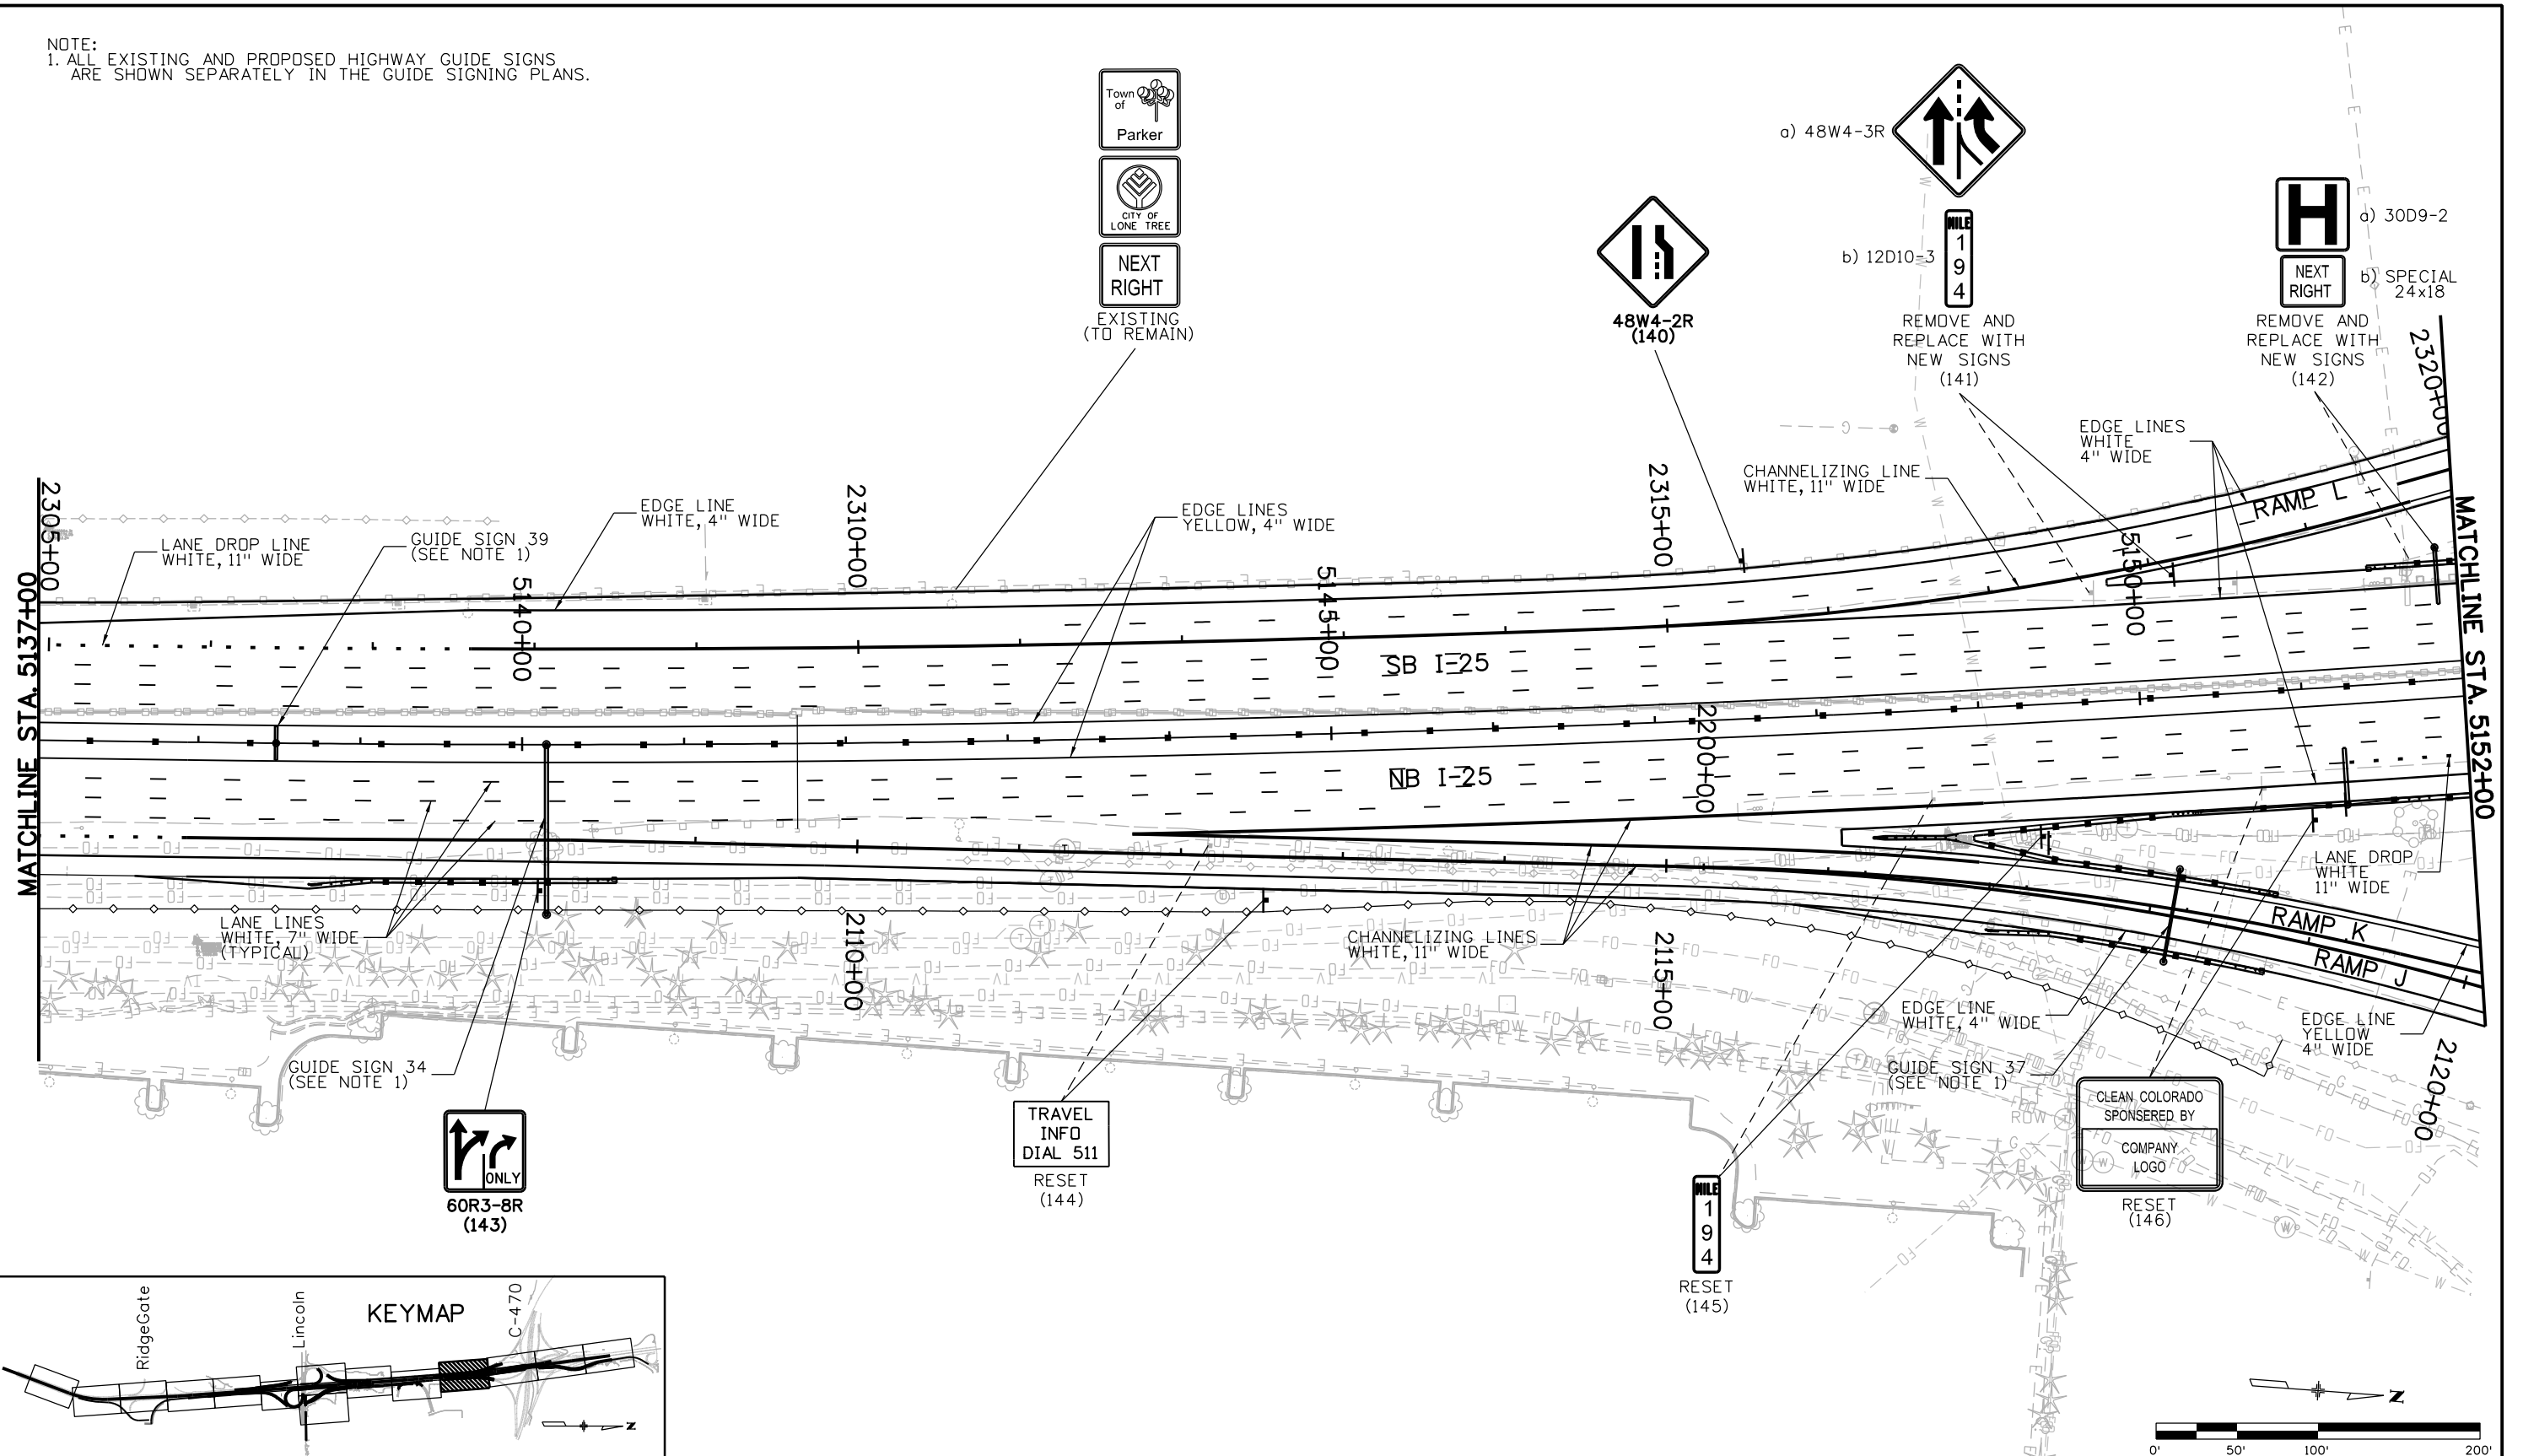 NOTE:
1. ALL EXISTING AND PROPOSED HIGHWAY GUIDE SIGNS
ARE SHOWN SEPARATELY IN THE GUIDE SIGNING PLANS.
Town
of
Parker
CITY OF
LONE TREE
NEXT
RIGHT
EXISTING
(TO REMAIN)
48W4-2R
(140)
a) 48W4-3R
b) 12D10-3
MILE
1
9
4
REMOVE AND
REPLACE WITH
NEW SIGNS
(141)
H
a) 30D9-2
NEXT
RIGHT
b) SPECIAL
24x18
REMOVE AND
REPLACE WITH
NEW SIGNS
(142)
2320+00
EDGE LINES
WHITE
4" WIDE
CHANNELIZING LINE
WHITE, 11" WIDE
RAMP L
MATCHLINE STA. 5137+00
2305+00
LANE DROP LINE
WHITE, 11" WIDE
GUIDE SIGN 39
(SEE NOTE 1)
EDGE LINE
WHITE, 4" WIDE
2310+00
EDGE LINES
YELLOW, 4" WIDE
2315+00
5140+00
5145+00
5150+00
MATCHLINE STA. 5152+00
SB I-25
NB I-25
2200+00
LANE LINES
WHITE, 7" WIDE
(TYPICAL)
2110+00
CHANNELIZING LINES
WHITE, 11" WIDE
2115+00
LANE DROP
WHITE
11" WIDE
RAMP K
RAMP J
EDGE LINE
WHITE, 4" WIDE
EDGE LINE
YELLOW
4" WIDE
2120+00
GUIDE SIGN 34
(SEE NOTE 1)
GUIDE SIGN 37
(SEE NOTE 1)
ONLY
60R3-8R
(143)
TRAVEL
INFO
DIAL 511
RESET
(144)
MILE
1
9
4
RESET
(145)
CLEAN COLORADO
SPONSERED BY
COMPANY
LOGO
RESET
(146)
ROW
ROW
KEYMAP
RidgeGate
Lincoln
C-470
N
N
0'
50'
100'
200'